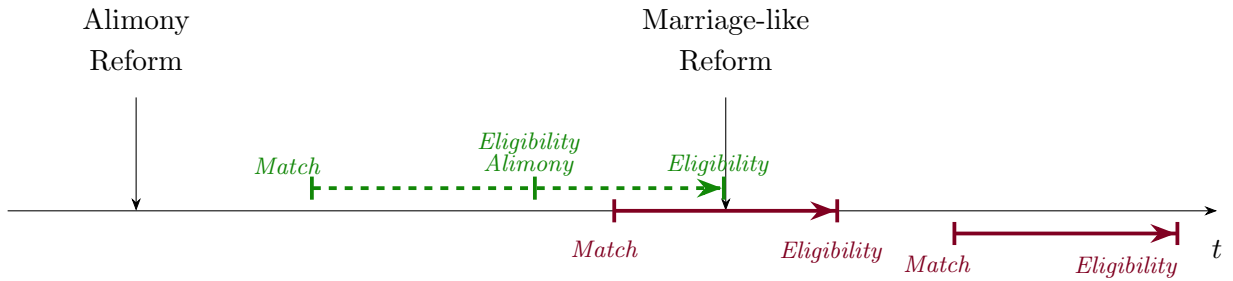 Alimony
Reform
Marriage-like
Reform
Match
Eligibility
Alimony
Eligibility
Match
Eligibility
Match
Eligibility
t